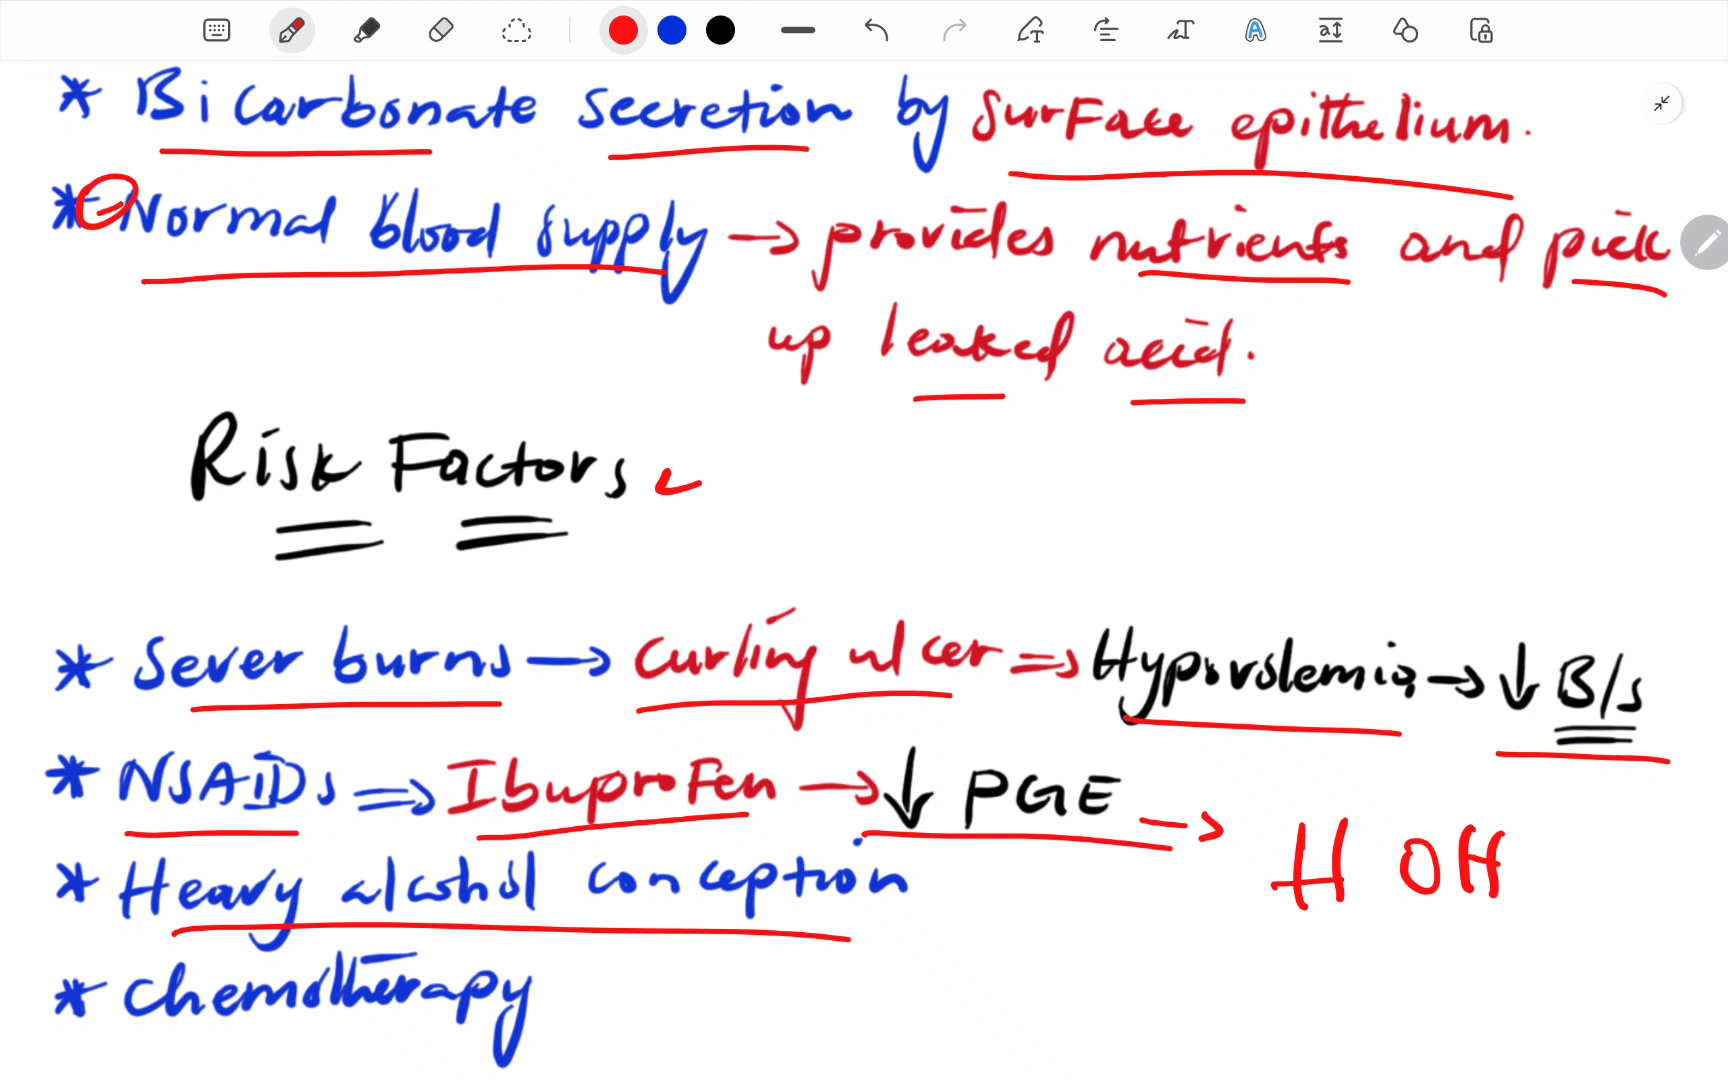 * Bicarbonate secretion by surface epithelium.
* Normal blood supply → provides nutrients and pick
up leaked acid.
Risk Factors
* Sever burns → Curling ulcer ⇒ Hypovolemia → ↓ B/s
* NSAIDs ⇒ Ibuprofen → ↓ PGE ⇒ H OH
* Heavy alcohol conception
* Chemotherapy